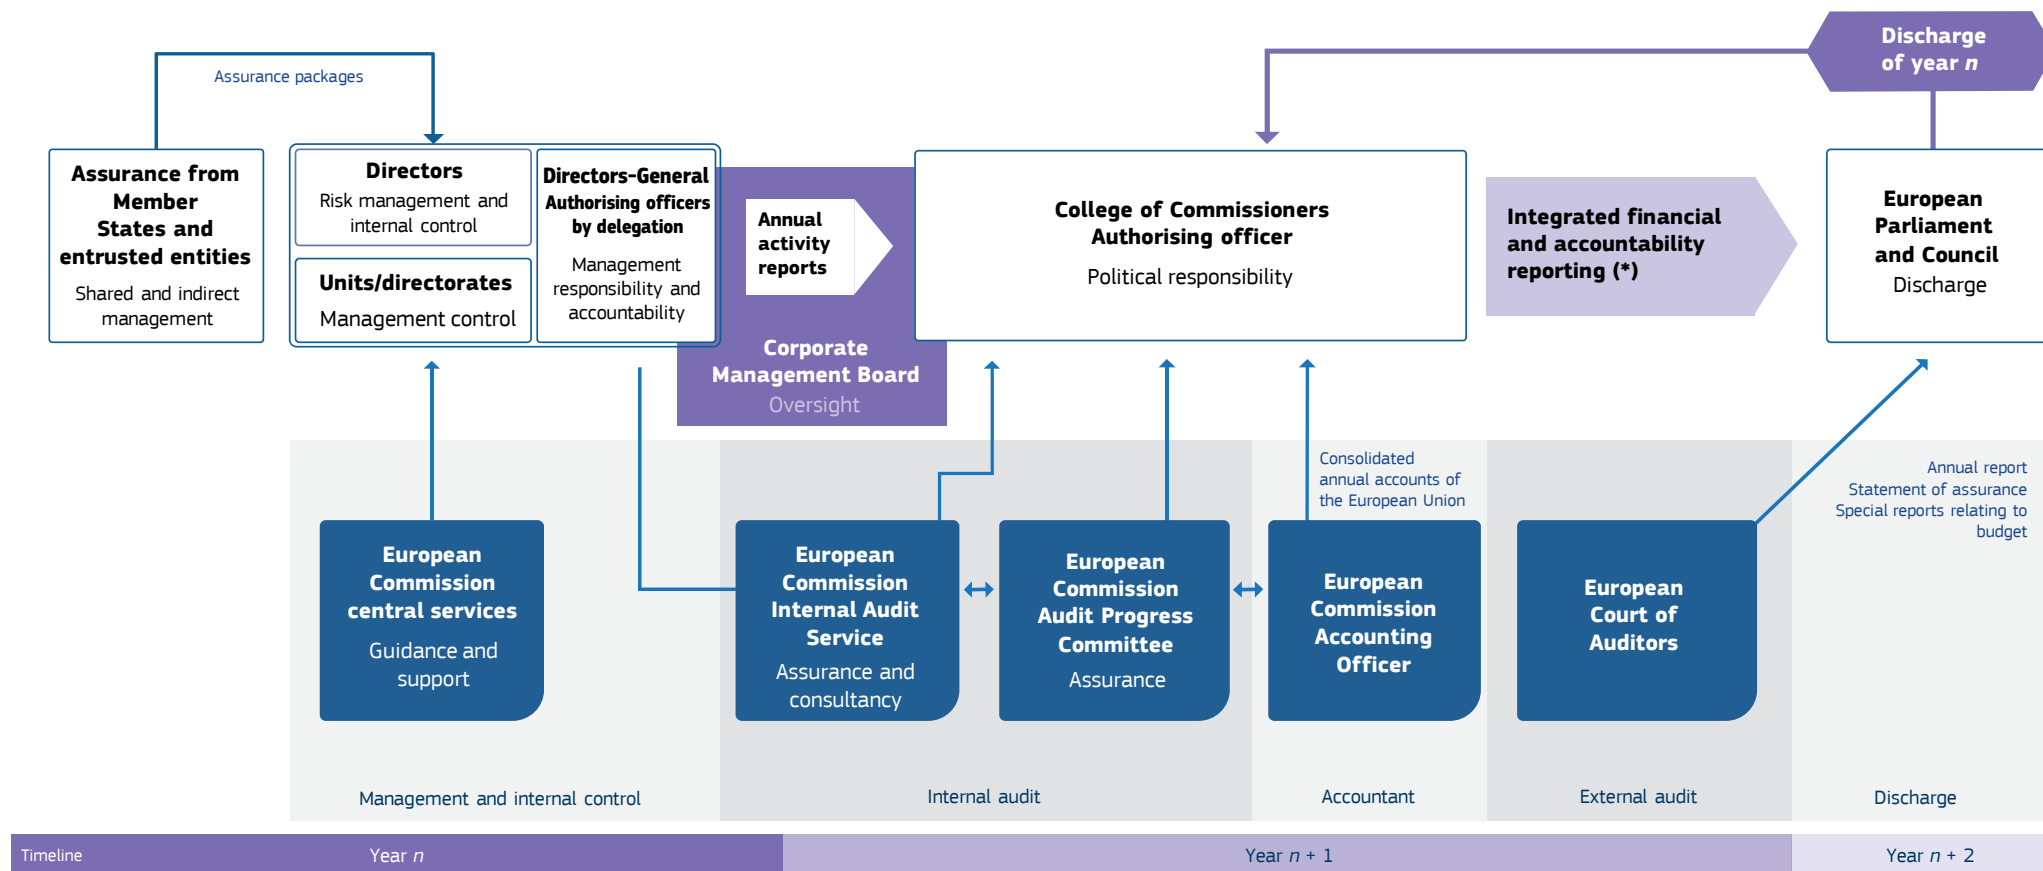 Discharge
of year n
Assurance packages
Assurance from
Member
States and
entrusted entities
Shared and indirect
management
Directors
Risk management and
internal control
Units/directorates
Management control
Directors-General
Authorising officers
by delegation
Management
responsibility and
accountability
Annual
activity
reports
Corporate
Management Board
Oversight
College of Commissioners
Authorising officer
Political responsibility
Integrated financial
and accountability
reporting (*)
European
Parliament
and Council
Discharge
Consolidated
annual accounts of
the European Union
Annual report
Statement of assurance
Special reports relating to
budget
European
Commission
central services
Guidance and
support
European
Commission
Internal Audit
Service
Assurance and
consultancy
European
Commission
Audit Progress
Committee
Assurance
European
Commission
Accounting
Officer
European
Court of
Auditors
Management and internal control
Internal audit
Accountant
External audit
Discharge
Timeline
Year n
Year n + 1
Year n + 2